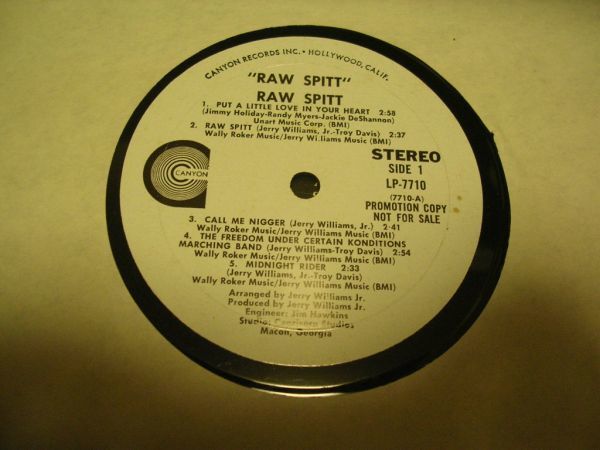 CANYON RECORDS INC. • HOLLYWOOD, CALIF.
"RAW SPITT"
RAW SPITT
1. PUT A LITTLE LOVE IN YOUR HEART 2:58
(Jimmy Holiday-Randy Myers-Jackie DeShannon)
Unart Music Corp. (BMI)
2. RAW SPITT (Jerry Williams, Jr.-Troy Davis) 2:37
Wally Roker Music/Jerry Williams Music (BMI)
CANYON
STEREO
SIDE 1
LP-7710
(7710-A)
PROMOTION COPY
NOT FOR SALE
3. CALL ME NIGGER (Jerry Williams, Jr.) 2:41
Wally Roker Music/Jerry Williams Music (BMI)
4. THE FREEDOM UNDER CERTAIN KONDITIONS
MARCHING BAND (Jerry Williams-Troy Davis) 2:54
Wally Roker Music/Jerry Williams Music (BMI)
5. MIDNIGHT RIDER 2:33
(Jerry Williams, Jr.-Troy Davis)
Wally Roker Music/Jerry Williams Music (BMI)
Arranged by Jerry Williams Jr.
Produced by Jerry Williams Jr.
Engineer: Jim Hawkins
Studio: Capricorn Studios
Macon, Georgia